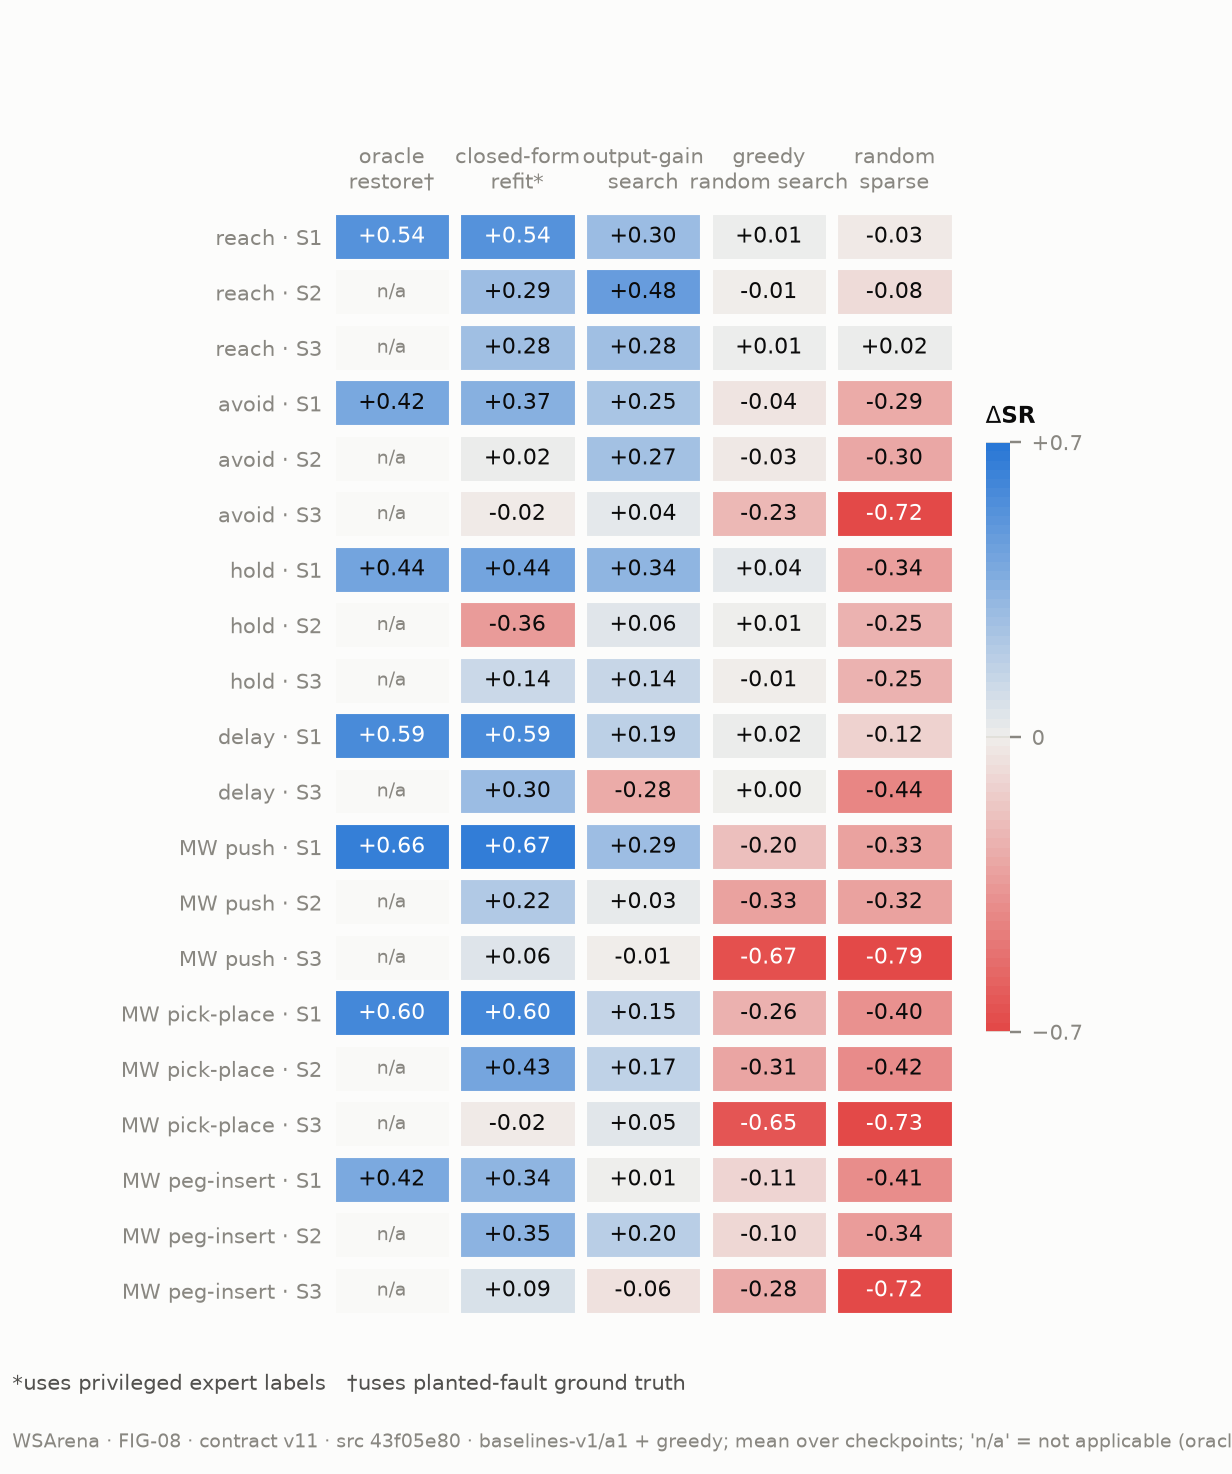 oracle closed-form output-gain greedy random
restore† refit* search random search sparse
reach · S1 +0.54 +0.54 +0.30 +0.01 -0.03
reach · S2 n/a +0.29 +0.48 -0.01 -0.08
reach · S3 n/a +0.28 +0.28 +0.01 +0.02
avoid · S1 +0.42 +0.37 +0.25 -0.04 -0.29
ΔSR
+0.7
avoid · S2 n/a +0.02 +0.27 -0.03 -0.30
avoid · S3 n/a -0.02 +0.04 -0.23 -0.72
hold · S1 +0.44 +0.44 +0.34 +0.04 -0.34
hold · S2 n/a -0.36 +0.06 +0.01 -0.25
hold · S3 n/a +0.14 +0.14 -0.01 -0.25
delay · S1 +0.59 +0.59 +0.19 +0.02 -0.12
0
delay · S3 n/a +0.30 -0.28 +0.00 -0.44
MW push · S1 +0.66 +0.67 +0.29 -0.20 -0.33
MW push · S2 n/a +0.22 +0.03 -0.33 -0.32
MW push · S3 n/a +0.06 -0.01 -0.67 -0.79
MW pick-place · S1 +0.60 +0.60 +0.15 -0.26 -0.40
−0.7
MW pick-place · S2 n/a +0.43 +0.17 -0.31 -0.42
MW pick-place · S3 n/a -0.02 +0.05 -0.65 -0.73
MW peg-insert · S1 +0.42 +0.34 +0.01 -0.11 -0.41
MW peg-insert · S2 n/a +0.35 +0.20 -0.10 -0.34
MW peg-insert · S3 n/a +0.09 -0.06 -0.28 -0.72
*uses privileged expert labels †uses planted-fault ground truth
WSArena · FIG-08 · contract v11 · src 43f05e80 · baselines-v1/a1 + greedy; mean over checkpoints; 'n/a' = not applicable (oracl